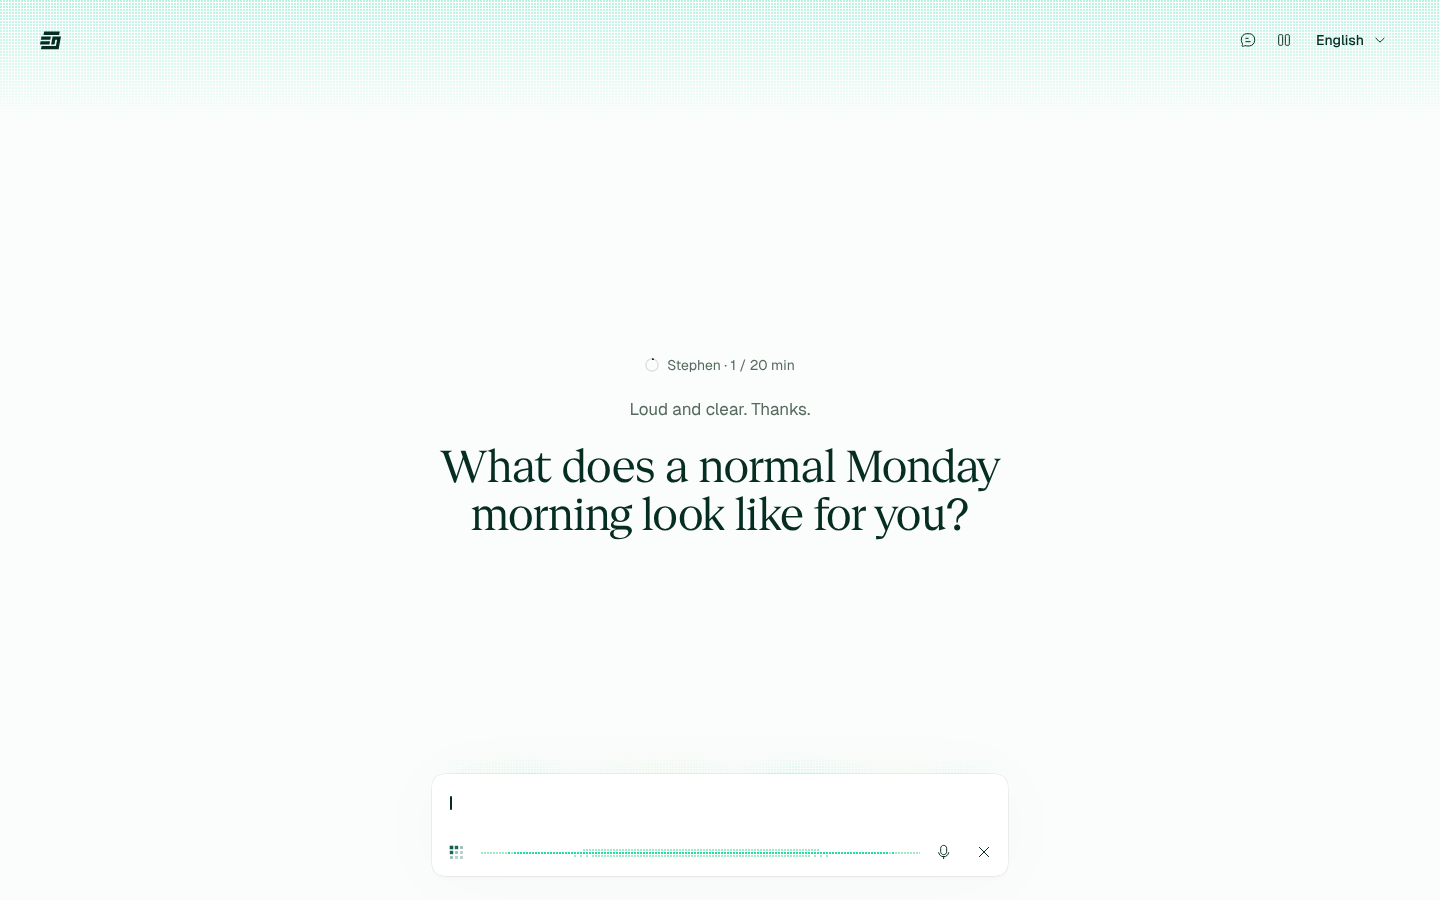 English
Stephen · 1 / 20 min
Loud and clear. Thanks.
What does a normal Monday
morning look like for you?